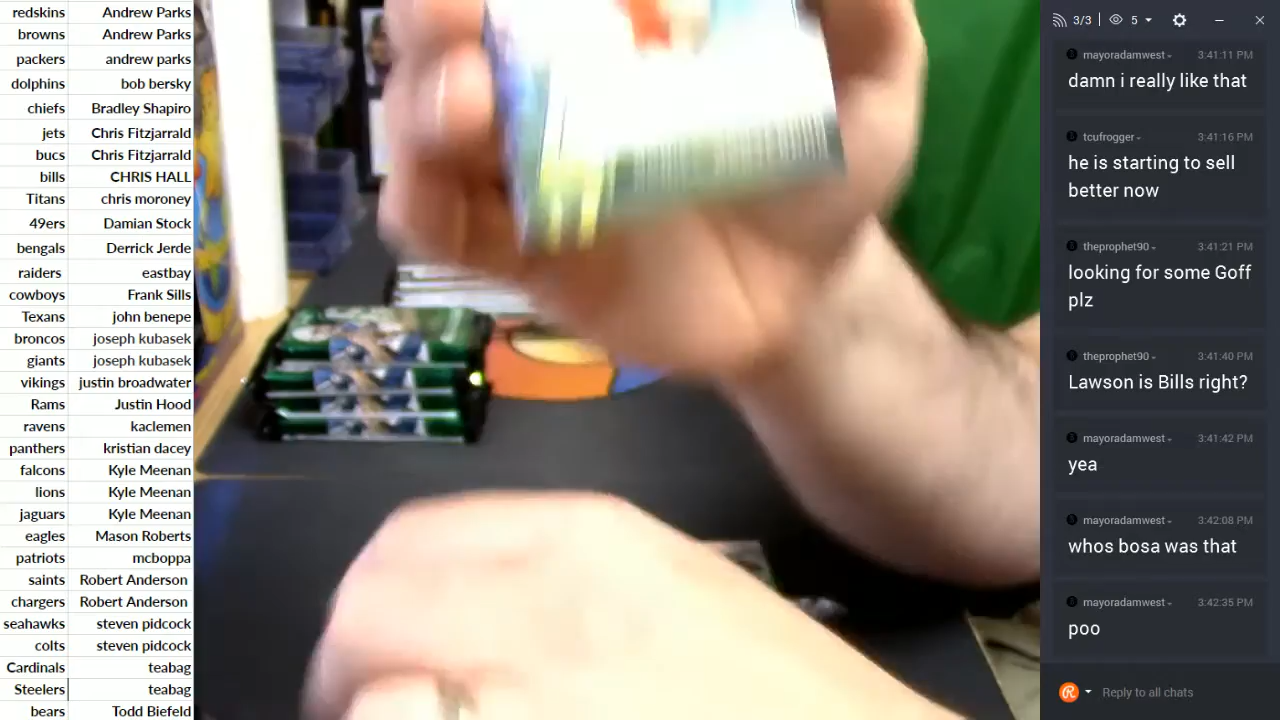 redskins Andrew Parks
browns Andrew Parks
packers andrew parks
dolphins bob bersky
chiefs Bradley Shapiro
jets Chris Fitzjarrald
bucs Chris Fitzjarrald
bills CHRIS HALL
Titans chris moroney
49ers Damian Stock
bengals Derrick Jerde
raiders eastbay
cowboys Frank Sills
Texans john benepe
broncos joseph kubasek
giants joseph kubasek
vikings justin broadwater
Rams Justin Hood
ravens kaclemen
panthers kristian dacey
falcons Kyle Meenan
lions Kyle Meenan
jaguars Kyle Meenan
eagles Mason Roberts
patriots mcboppa
saints Robert Anderson
chargers Robert Anderson
seahawks steven pidcock
colts steven pidcock
Cardinals teabag
Steelers teabag
bears Todd Biefeld
3/3 5
mayoradamwest 3:41:11 PM
damn i really like that
tcufrogger 3:41:16 PM
he is starting to sell
better now
theprophet90 3:41:21 PM
looking for some Goff
plz
theprophet90 3:41:40 PM
Lawson is Bills right?
mayoradamwest 3:41:42 PM
yea
mayoradamwest 3:42:08 PM
whos bosa was that
mayoradamwest 3:42:35 PM
poo
Reply to all chats